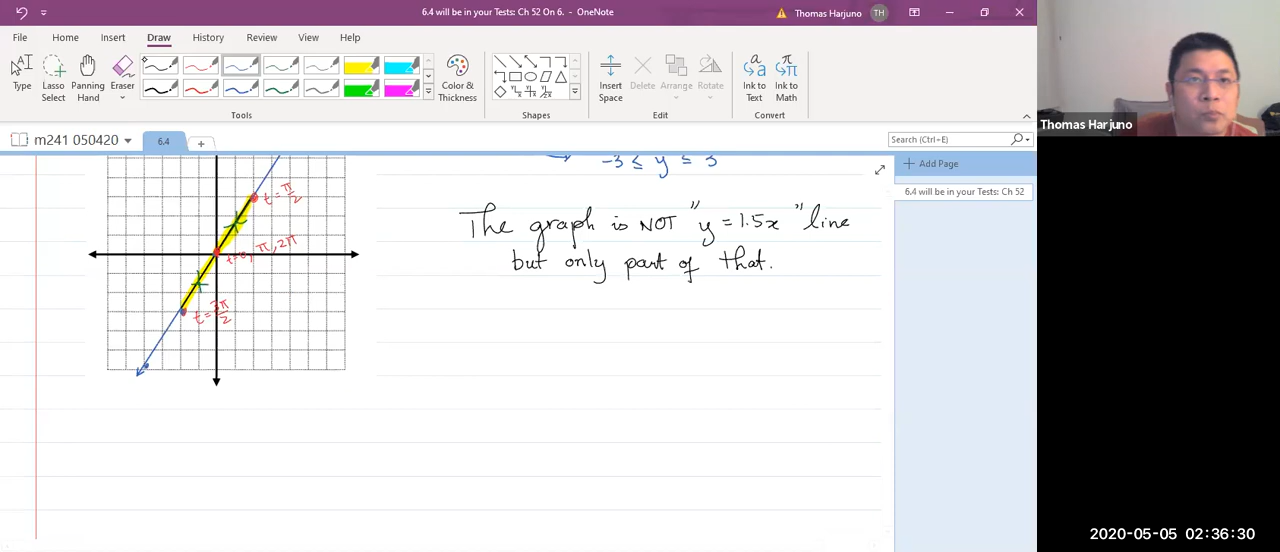 6.4 will be in your Tests: Ch 52 On 6. - OneNote
Thomas Harjuno TH
File Home Insert Draw History Review View Help
Type Lasso Select Panning Hand Eraser Color & Thickness Insert Space Delete Arrange Rotate Ink to Text Ink to Math
Tools Shapes Edit Convert
Thomas Harjuno
m241 050420 6.4 Search (Ctrl+E)
-3 ≤ y ≤ 3
Add Page
6.4 will be in your Tests: Ch 52
t = π/2
The graph is NOT "y = 1.5x" line
t=0, π, 2π
but only part of that.
t = 3π/2
2020-05-05 02:36:30